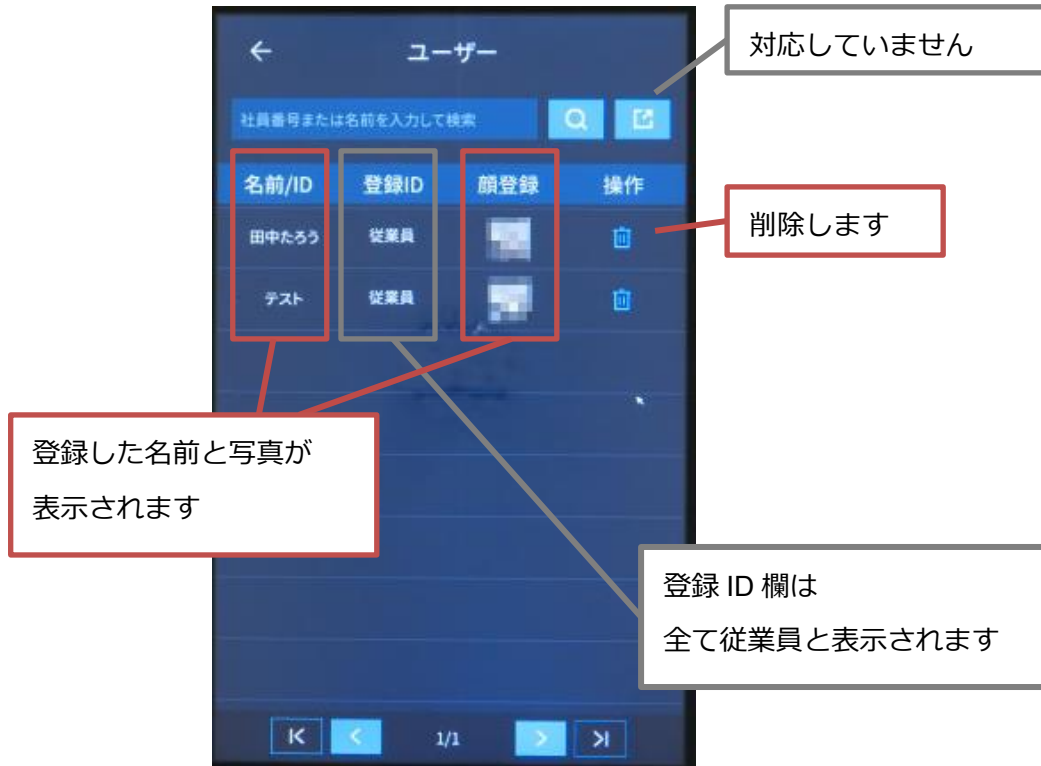 ユーザー
対応していません
社員番号または名前を入力して検索
名前/ID 登録ID 顔登録 操作
田中たろう 従業員
削除します
テスト 従業員
登録した名前と写真が
表示されます
登録 ID 欄は
全て従業員と表示されます
1/1